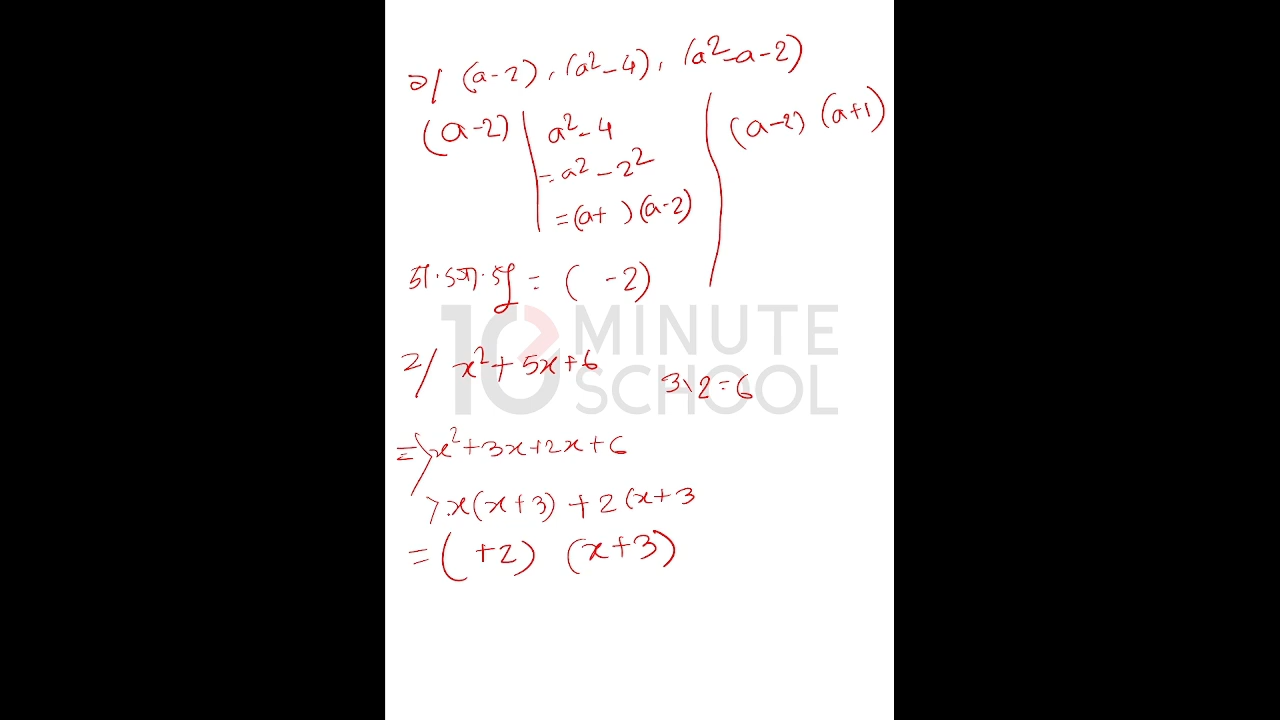 ১/ (a-2), (a²-4), (a²-a-2)
(a-2)
a²-4
= a² - 2²
= (a+ ) (a-2)
(a-2) (a+1)
গ.সা.গু = ( -2)
2/ x²+5x+6
3\2=6
=> x²+3x+2x+6
> x(x+3) +2(x+3
= ( +2) (x+3)
10 MINUTE SCHOOL